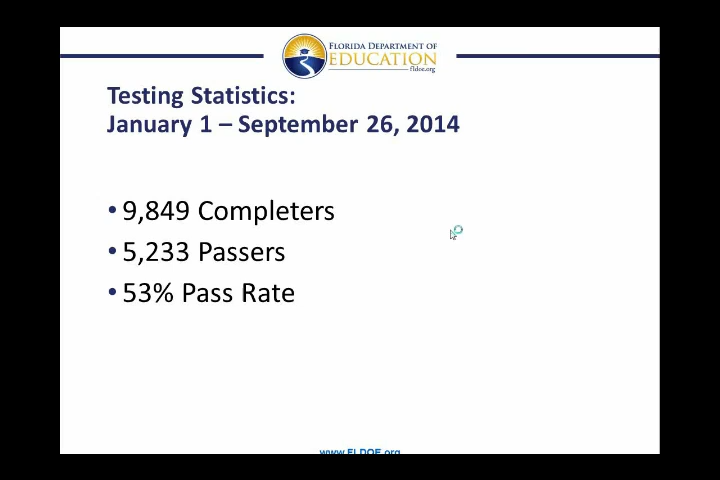 FLORIDA DEPARTMENT OF
EDUCATION
fldoe.org
Testing Statistics:
January 1 – September 26, 2014
• 9,849 Completers
• 5,233 Passers
• 53% Pass Rate
www.FLDOE.org